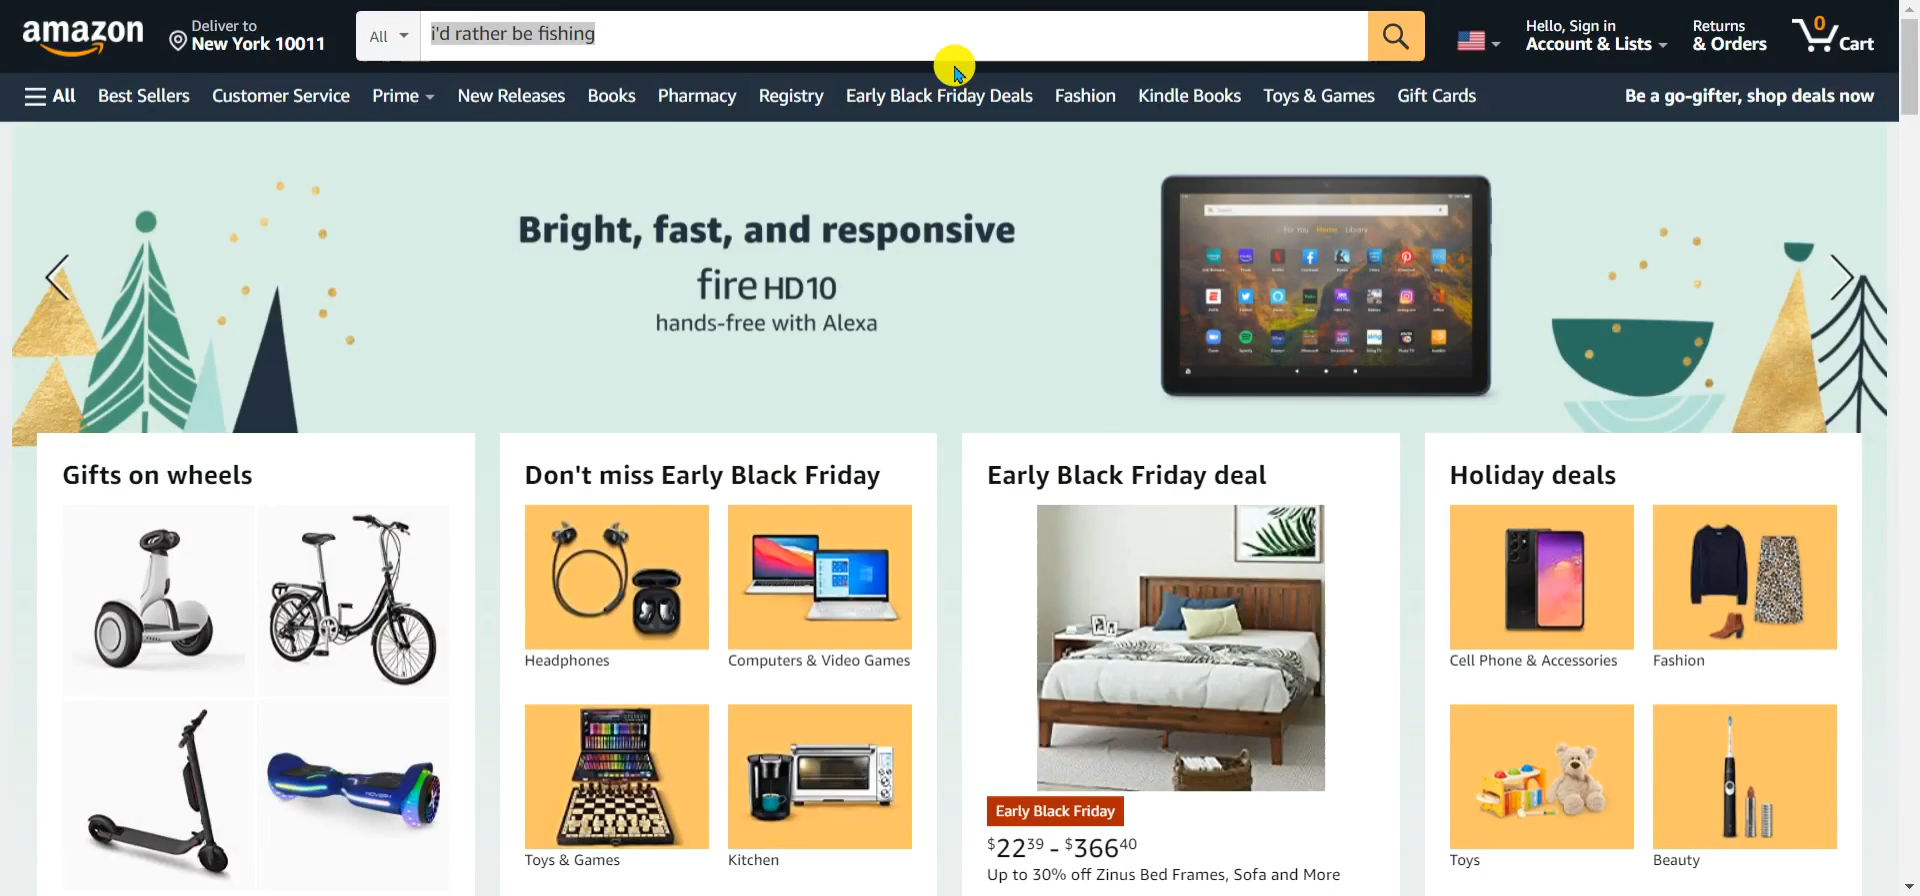 amazon
Deliver to
New York 10011
All
i'd rather be fishing
Hello, Sign in
Account & Lists
Returns
& Orders
0
Cart
All
Best Sellers
Customer Service
Prime
New Releases
Books
Pharmacy
Registry
Early Black Friday Deals
Fashion
Kindle Books
Toys & Games
Gift Cards
Be a go-gifter, shop deals now
Bright, fast, and responsive
fire HD10
hands-free with Alexa
For You Home Library
Gifts on wheels
Don't miss Early Black Friday
Early Black Friday deal
Holiday deals
Headphones
Computers & Video Games
Cell Phone & Accessories
Fashion
Toys & Games
Kitchen
Early Black Friday
$2239 - $36640
Up to 30% off Zinus Bed Frames, Sofa and More
Toys
Beauty